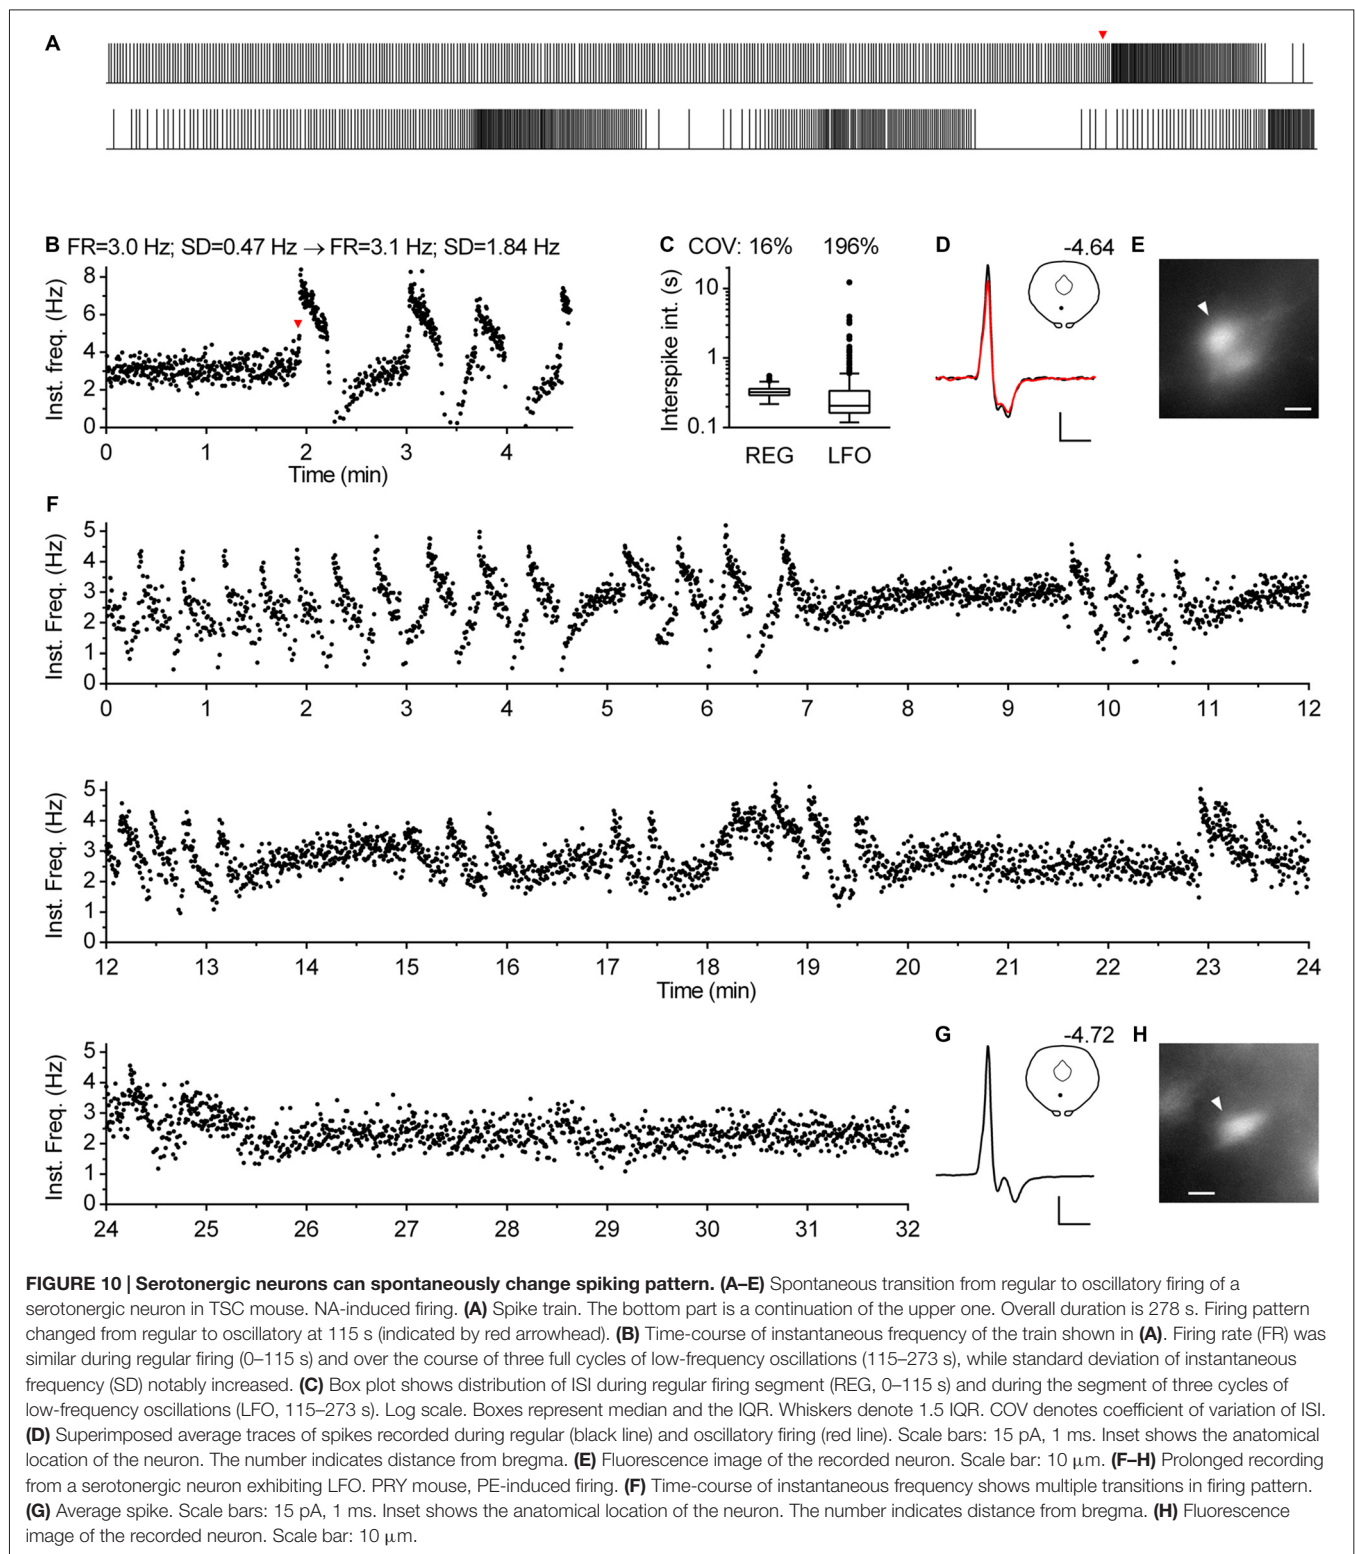 A
B FR=3.0 Hz; SD=0.47 Hz → FR=3.1 Hz; SD=1.84 Hz
Inst. freq. (Hz)
8
6
4
2
0
0 1 2 3 4
Time (min)
C COV: 16% 196%
Interspike int. (s)
10
1
0.1
REG LFO
D -4.64
E
F
Inst. Freq. (Hz)
5
4
3
2
1
0
0 1 2 3 4 5 6 7 8 9 10 11 12
Inst. Freq. (Hz)
5
4
3
2
1
0
12 13 14 15 16 17 18 19 20 21 22 23 24
Time (min)
Inst. Freq. (Hz)
5
4
3
2
1
0
24 25 26 27 28 29 30 31 32
G -4.72
H
FIGURE 10 | Serotonergic neurons can spontaneously change spiking pattern. (A–E) Spontaneous transition from regular to oscillatory firing of a
serotonergic neuron in TSC mouse. NA-induced firing. (A) Spike train. The bottom part is a continuation of the upper one. Overall duration is 278 s. Firing pattern
changed from regular to oscillatory at 115 s (indicated by red arrowhead). (B) Time-course of instantaneous frequency of the train shown in (A). Firing rate (FR) was
similar during regular firing (0–115 s) and over the course of three full cycles of low-frequency oscillations (115–273 s), while standard deviation of instantaneous
frequency (SD) notably increased. (C) Box plot shows distribution of ISI during regular firing segment (REG, 0–115 s) and during the segment of three cycles of
low-frequency oscillations (LFO, 115–273 s). Log scale. Boxes represent median and the IQR. Whiskers denote 1.5 IQR. COV denotes coefficient of variation of ISI.
(D) Superimposed average traces of spikes recorded during regular (black line) and oscillatory firing (red line). Scale bars: 15 pA, 1 ms. Inset shows the anatomical
location of the neuron. The number indicates distance from bregma. (E) Fluorescence image of the recorded neuron. Scale bar: 10 μm. (F–H) Prolonged recording
from a serotonergic neuron exhibiting LFO. PRY mouse, PE-induced firing. (F) Time-course of instantaneous frequency shows multiple transitions in firing pattern.
(G) Average spike. Scale bars: 15 pA, 1 ms. Inset shows the anatomical location of the neuron. The number indicates distance from bregma. (H) Fluorescence
image of the recorded neuron. Scale bar: 10 μm.